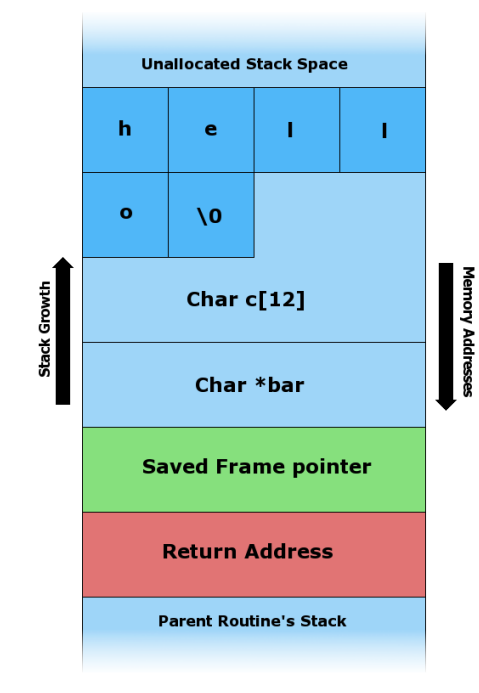 Unallocated Stack Space
h e l l
o \0
Char c[12]
Stack Growth
Memory Addresses
Char *bar
Saved Frame pointer
Return Address
Parent Routine's Stack